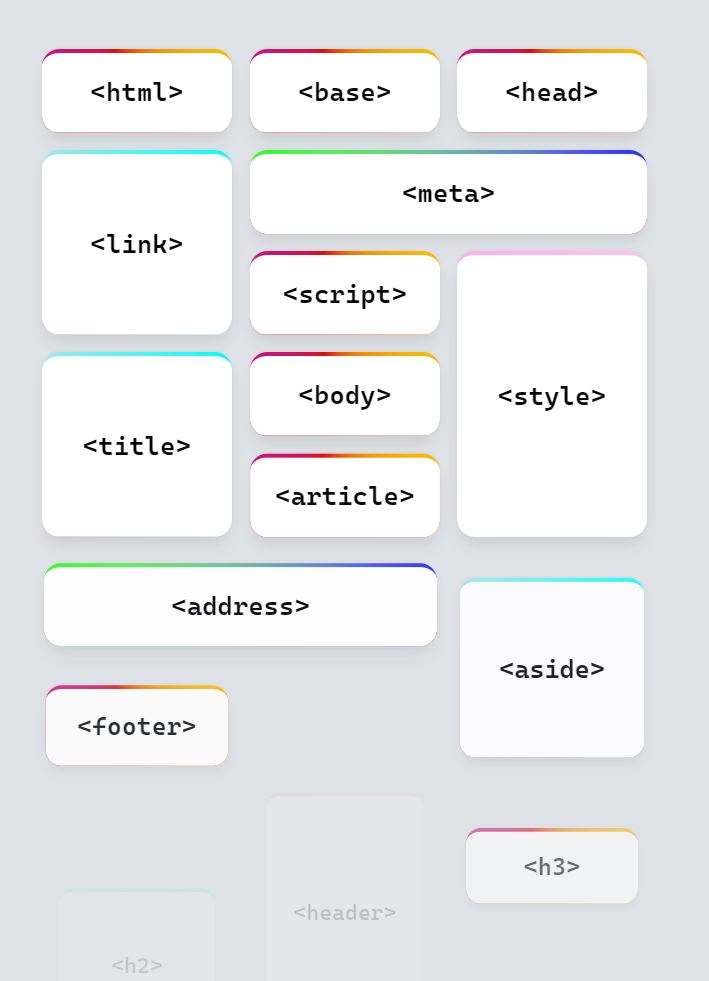 <html>
<base>
<head>
<link>
<meta>
<script>
<style>
<title>
<body>
<article>
<address>
<aside>
<footer>
<h3>
<header>
<h2>